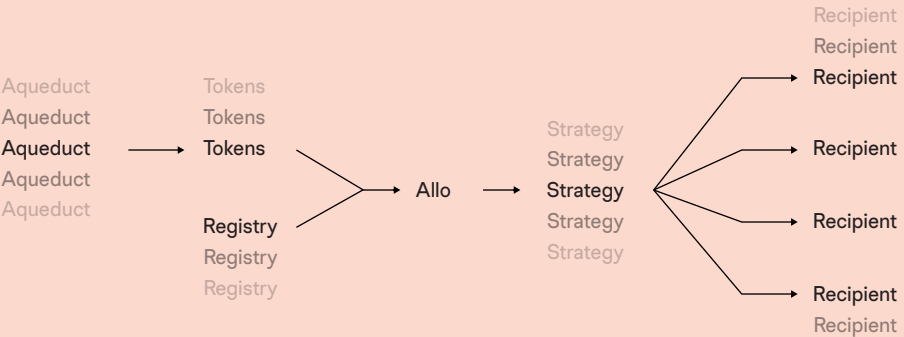 Aqueduct
Aqueduct
Aqueduct
Aqueduct
Aqueduct
Tokens
Tokens
Tokens
Registry
Registry
Registry
Allo
Strategy
Strategy
Strategy
Strategy
Strategy
Recipient
Recipient
Recipient
Recipient
Recipient
Recipient
Recipient